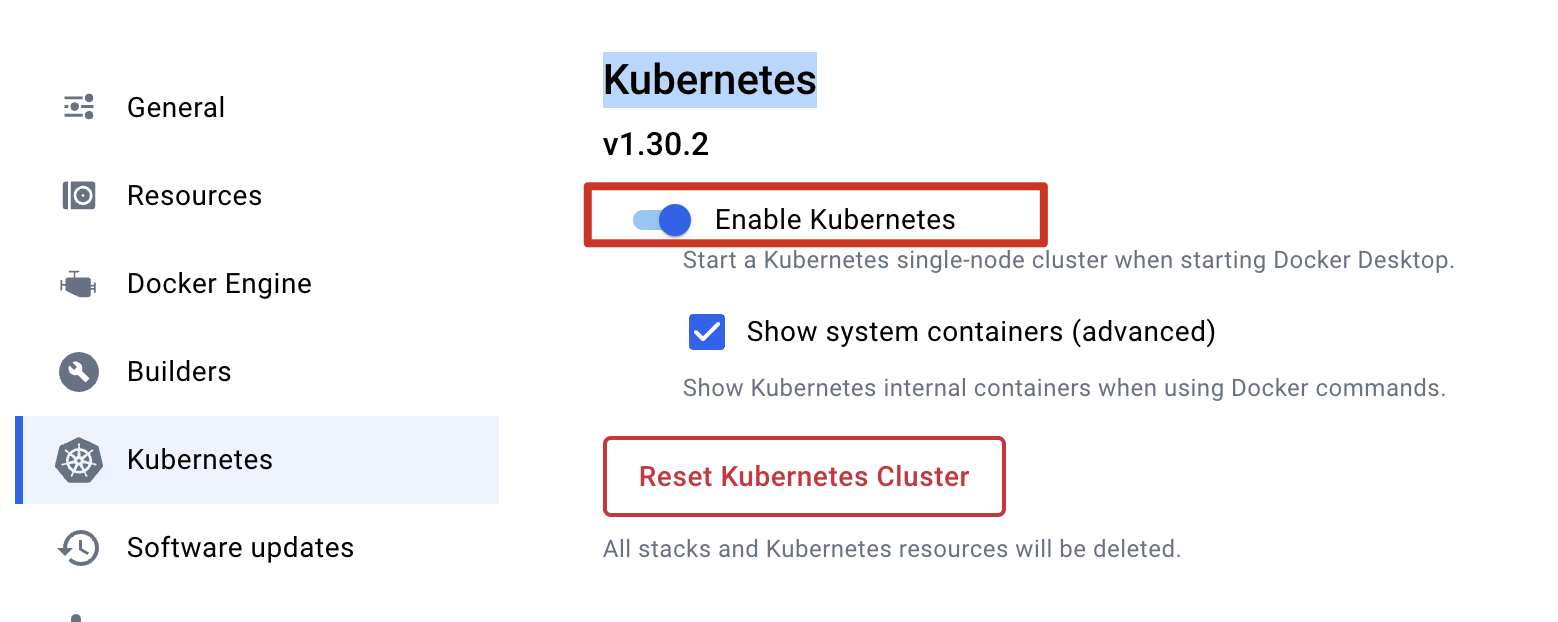 General
Resources
Docker Engine
Builders
Kubernetes
Software updates
Kubernetes
v1.30.2
Enable Kubernetes
Start a Kubernetes single-node cluster when starting Docker Desktop.
Show system containers (advanced)
Show Kubernetes internal containers when using Docker commands.
Reset Kubernetes Cluster
All stacks and Kubernetes resources will be deleted.